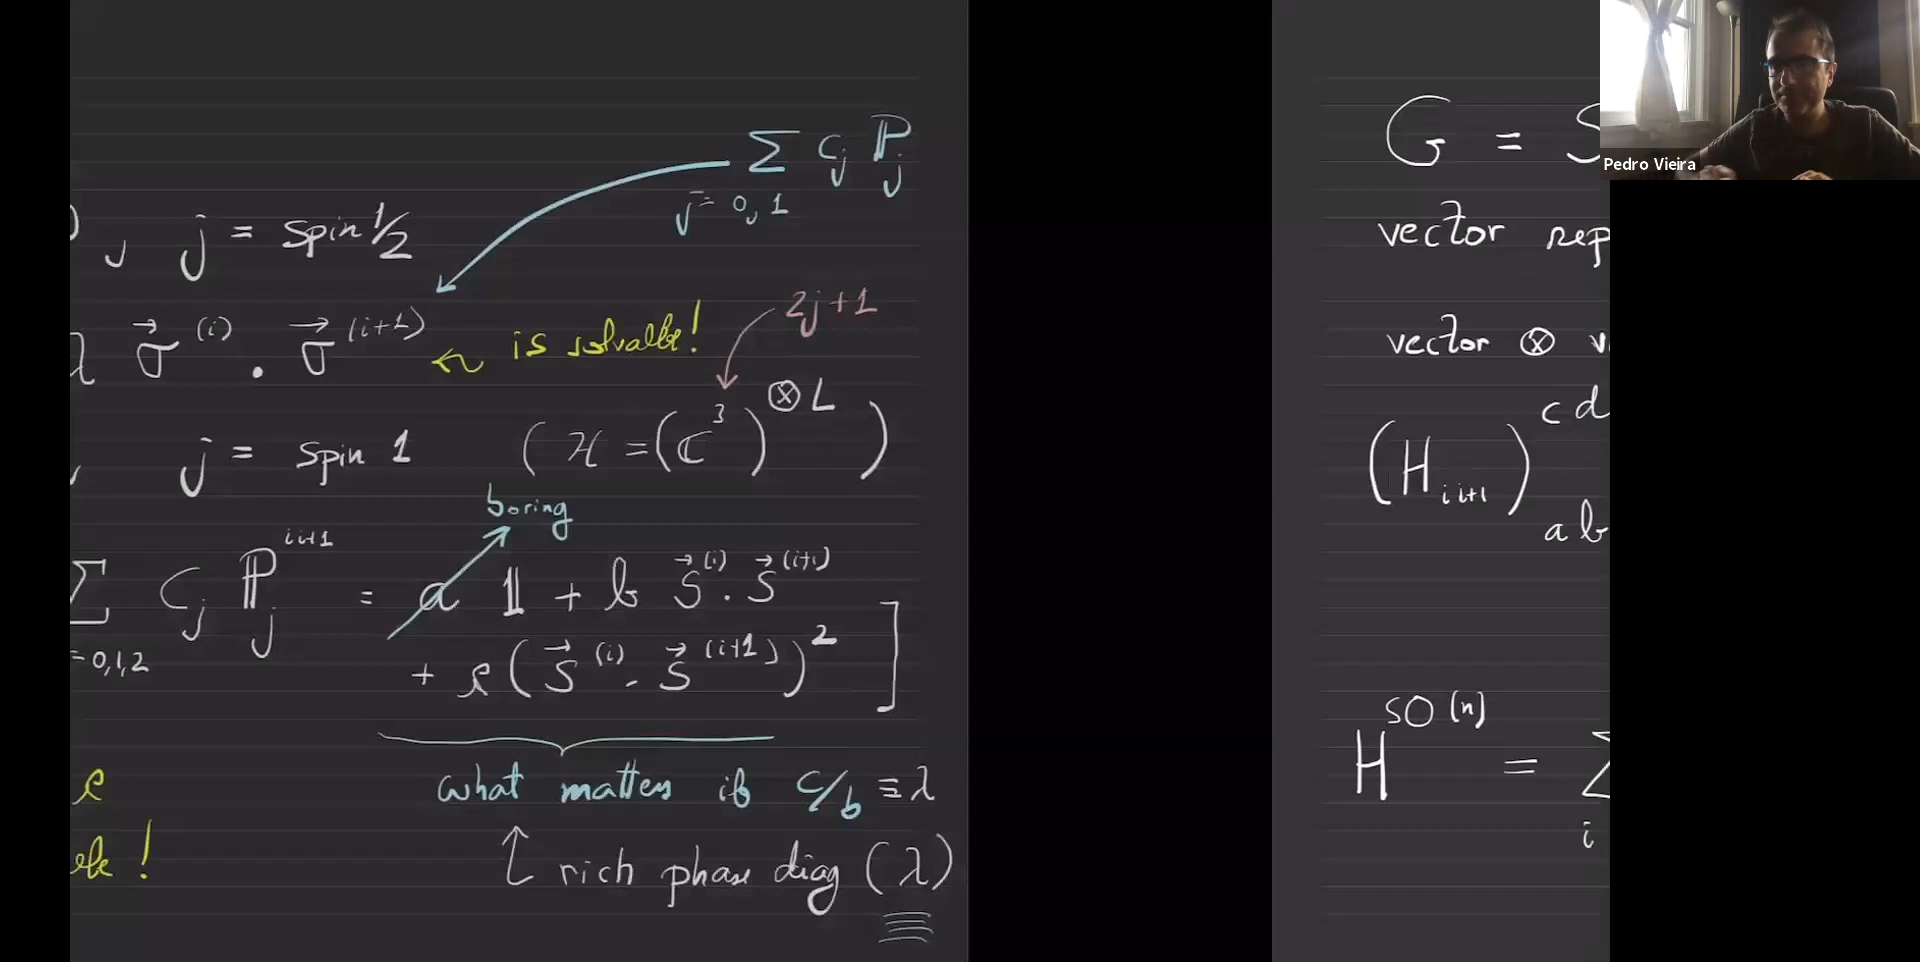 ∑ c_j ℙ_j
j = 0, 1
, j = spin 1/2
λ σ⃗^(i) · σ⃗^(i+1) ← is solvable!
2j+1
j = spin 1 (ℋ = (ℂ^3)^⊗L)
boring
∑ C_j ℙ_j^{ii+1} = a 𝟙 + b S⃗^(i) · S⃗^(i+1)
= 0,1,2
+ c (S⃗^(i) · S⃗^(i+1))^2 ]
what matters is c/b ≡ λ
↑ rich phase diag (λ)
!
G = S
Pedro Vieira
vector rep
vector ⊗ v
(H_{ii+1})^{cd}_{ab}
H^{SO(n)} = ∑
i